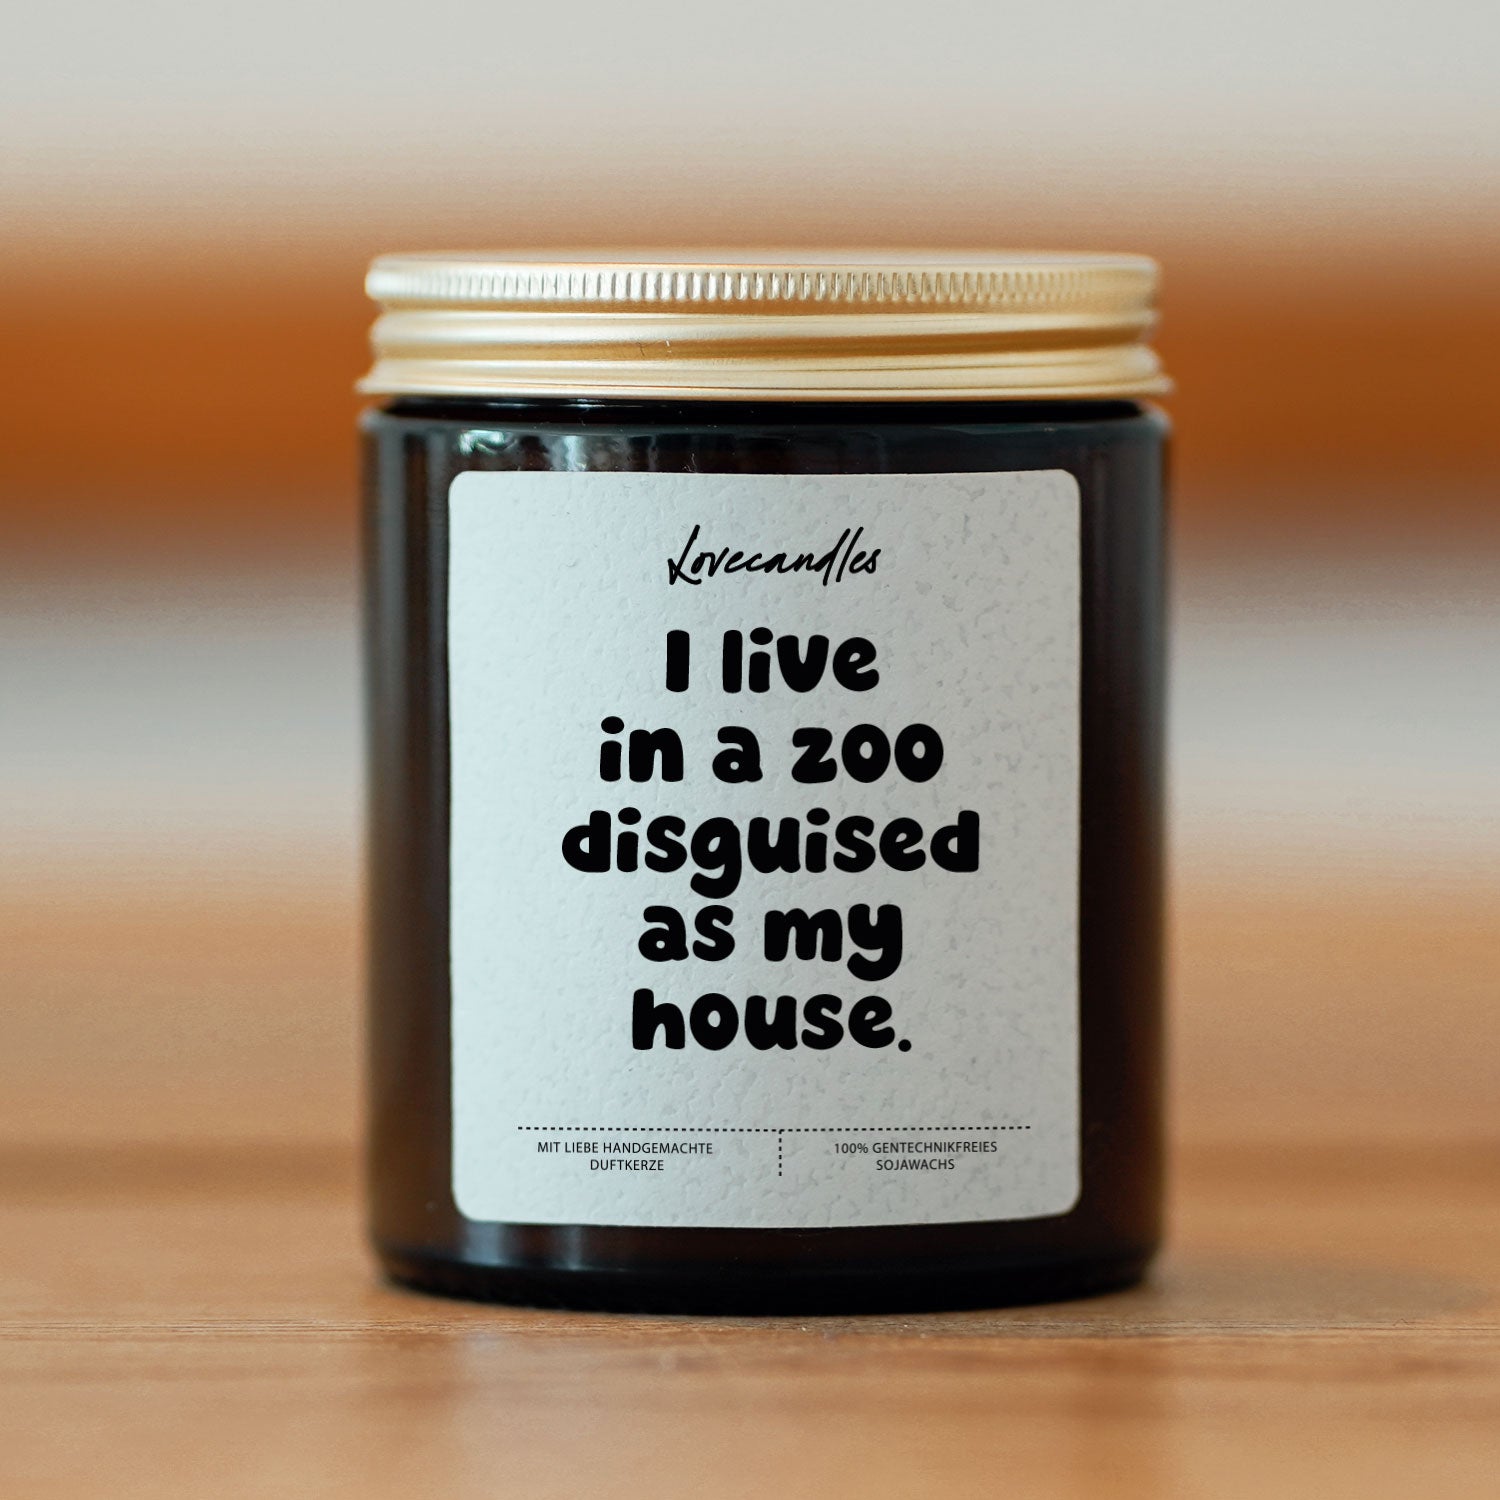 Lovecandles
I live
in a zoo
disguised
as my
house.
MIT LIEBE HANDGEMACHTE
DUFTKERZE
100% GENTECHNIKFREIES
SOJAWACHS